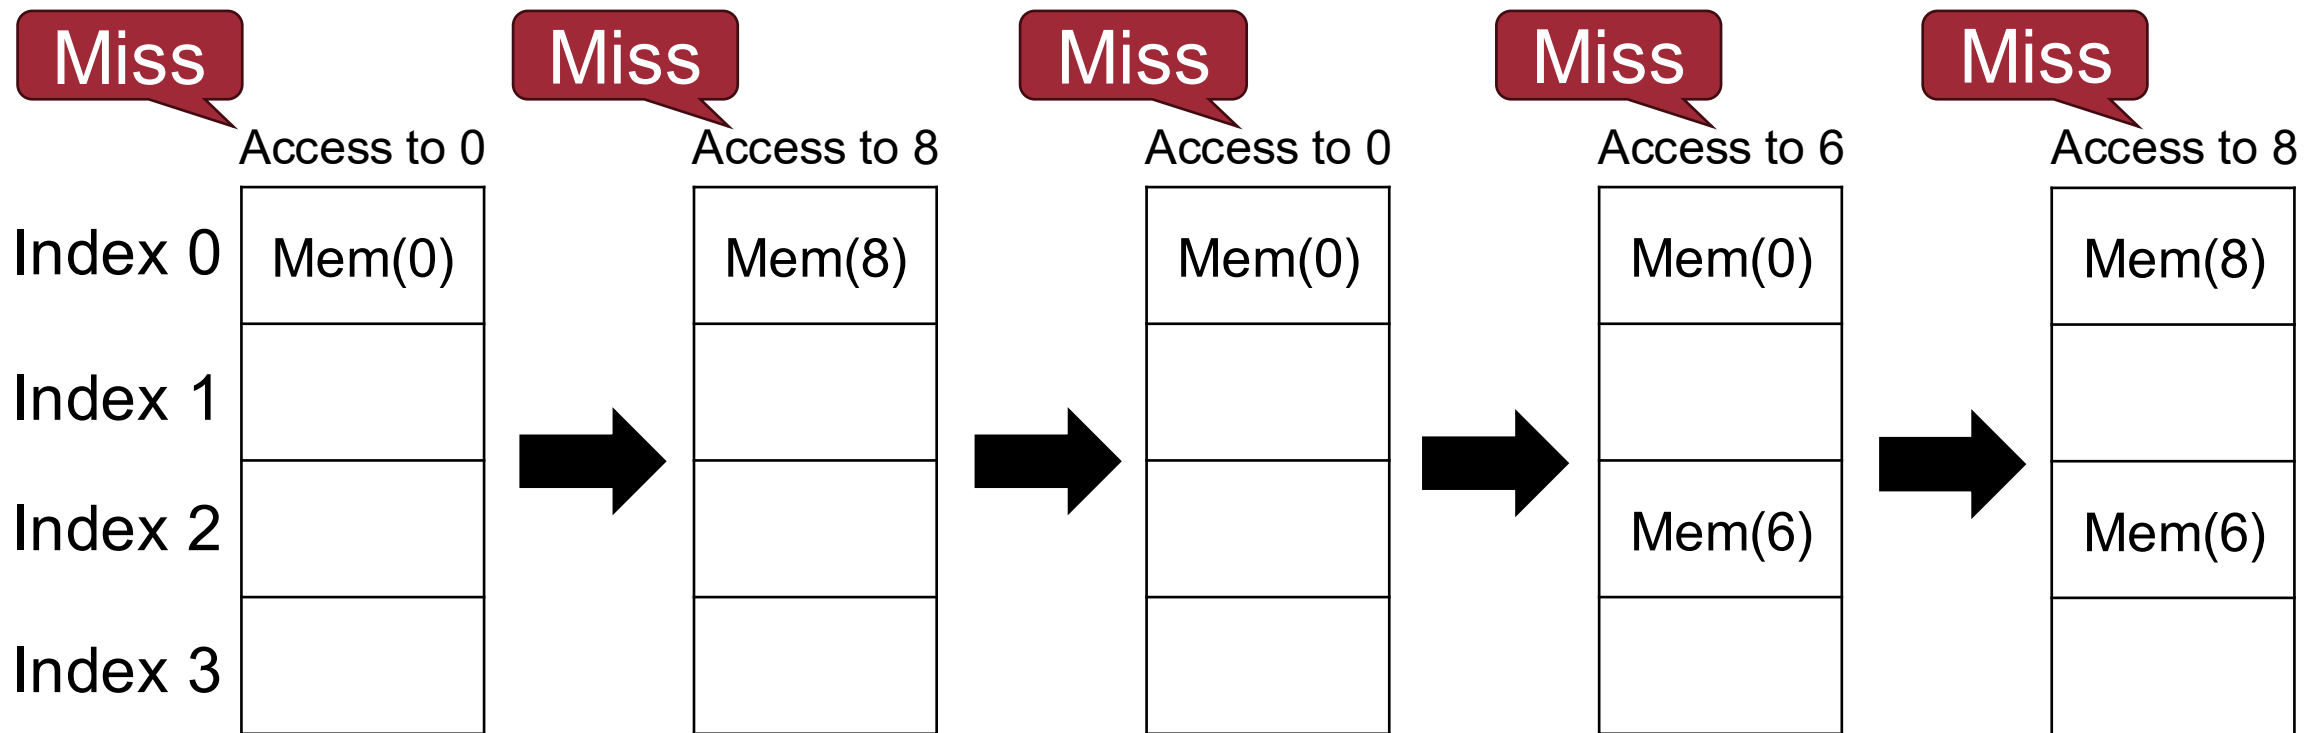 Miss Miss Miss Miss Miss
Access to 0 Access to 8 Access to 0 Access to 6 Access to 8
Index 0 Mem(0) Mem(8) Mem(0) Mem(0) Mem(8)
Index 1
Index 2 Mem(6) Mem(6)
Index 3